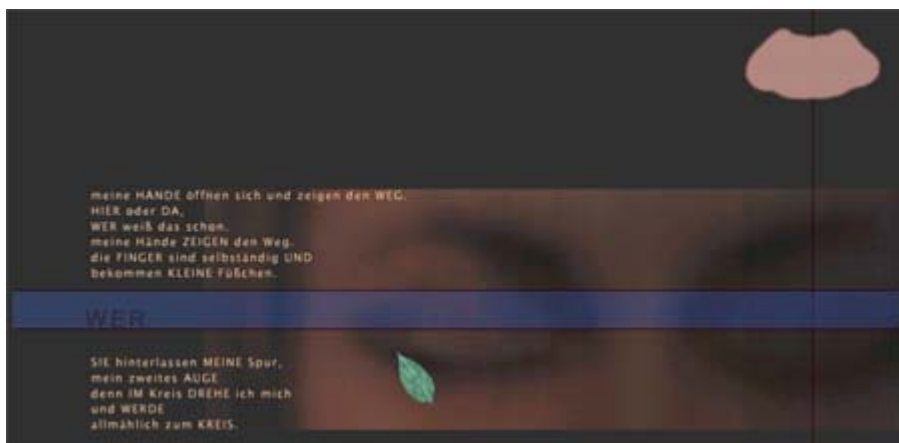 meine HÄNDE öffnen sich und zeigen den WEG.
HIER oder DA,
WER weiß das schon.
meine Hände ZEIGEN den Weg.
die FINGER sind selbständig UND
bekommen KLEINE Füßchen.
WER
SIE hinterlassen MEINE Spur,
mein zweites AUGE
denn IM Kreis DREHE ich mich
und WERDE
allmählich zum KREIS.